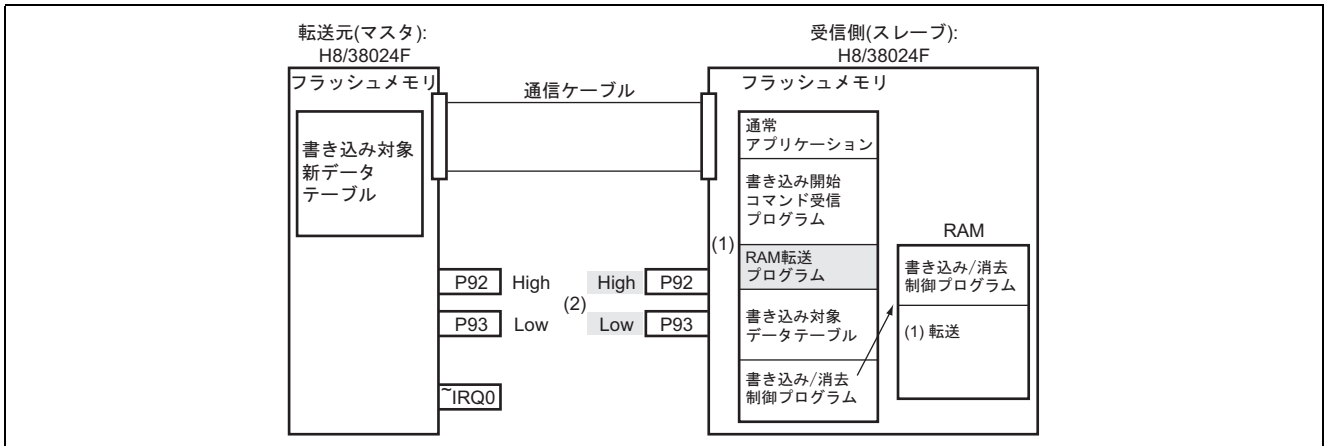 転送元(マスタ):
H8/38024F
フラッシュメモリ
書き込み対象
新データ
テーブル
通信ケーブル
P92
High
P93
Low
(2)
~IRQ0
受信側(スレーブ):
H8/38024F
フラッシュメモリ
High
P92
Low
P93
(1)
通常
アプリケーション
書き込み開始
コマンド受信
プログラム
RAM転送
プログラム
書き込み対象
データテーブル
書き込み/消去
制御プログラム
RAM
書き込み/消去
制御プログラム
(1) 転送